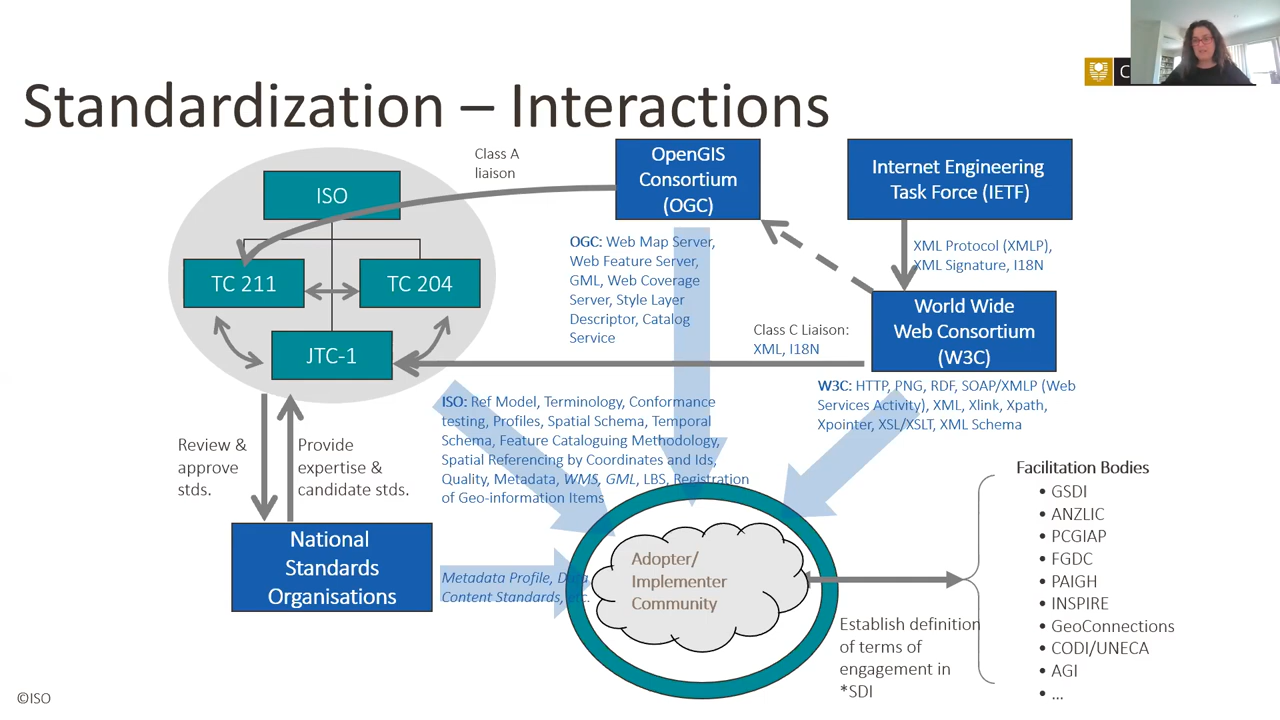 Standardization – Interactions
C
ISO
TC 211
TC 204
JTC-1
Class A
liaison
OpenGIS
Consortium
(OGC)
Internet Engineering
Task Force (IETF)
OGC: Web Map Server,
Web Feature Server,
GML, Web Coverage
Server, Style Layer
Descriptor, Catalog
Service
XML Protocol (XMLP),
XML Signature, I18N
World Wide
Web Consortium
(W3C)
Class C Liaison:
XML, I18N
W3C: HTTP, PNG, RDF, SOAP/XMLP (Web
Services Activity), XML, Xlink, Xpath,
Xpointer, XSL/XSLT, XML Schema
ISO: Ref Model, Terminology, Conformance
testing, Profiles, Spatial Schema, Temporal
Schema, Feature Cataloguing Methodology,
Spatial Referencing by Coordinates and Ids,
Quality, Metadata, WMS, GML, LBS, Registration
of Geo-information Items
Review &
approve
stds.
Provide
expertise &
candidate stds.
National
Standards
Organisations
Metadata Profile, Data
Content Standards, etc.
Adopter/
Implementer
Community
Establish definition
of terms of
engagement in
*SDI
Facilitation Bodies
• GSDI
• ANZLIC
• PCGIAP
• FGDC
• PAIGH
• INSPIRE
• GeoConnections
• CODI/UNECA
• AGI
• ...
©ISO